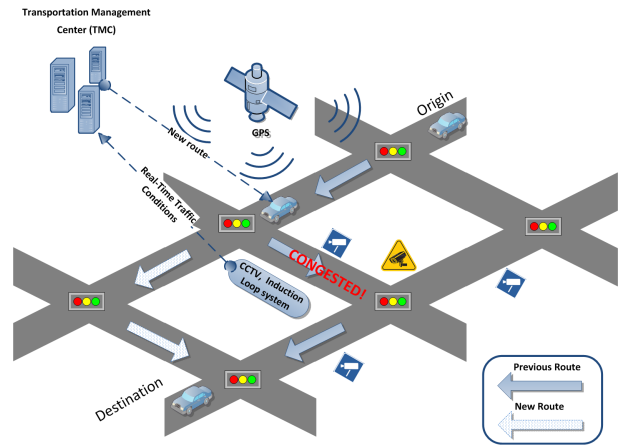 Transportation Management
Center (TMC)
GPS
Origin
New route
Real-Time Traffic
Conditions
CONGESTED!
CCTV, Induction
Loop system
Destination
Previous Route
New Route